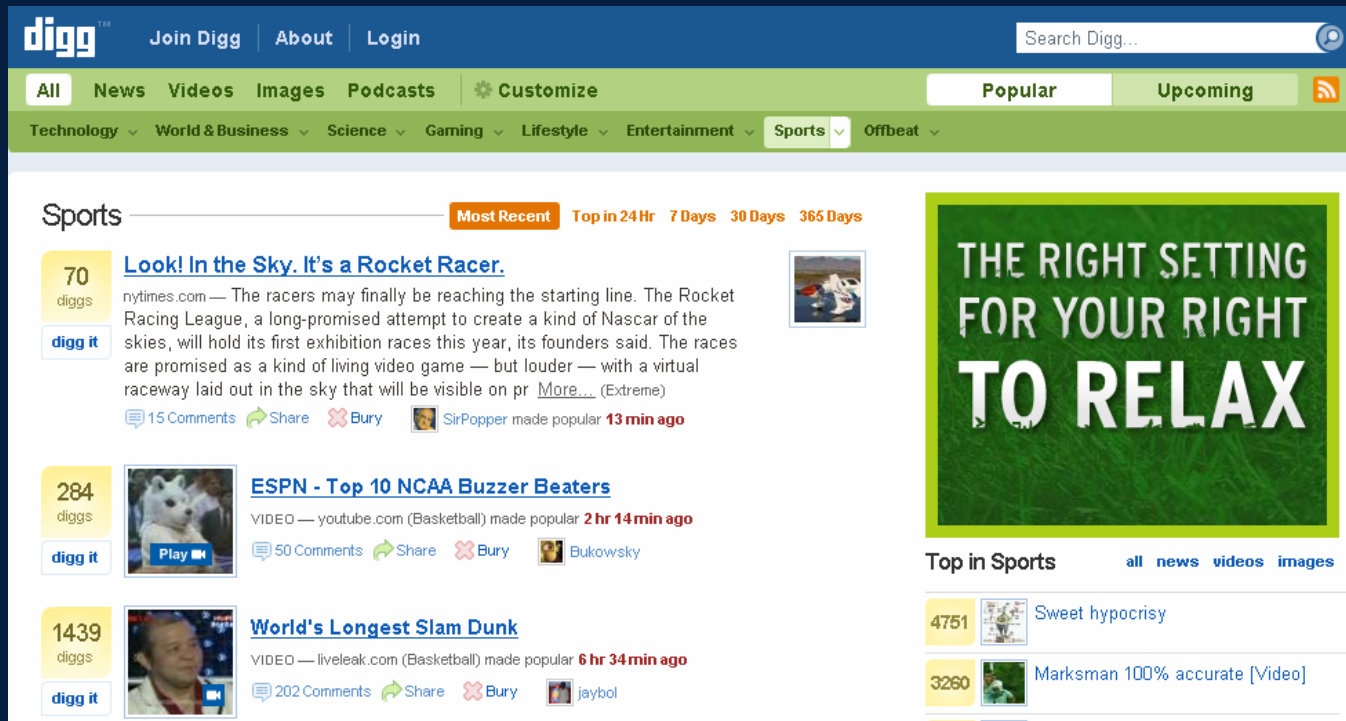 digg™ Join Digg About Login Search Digg...
All News Videos Images Podcasts Customize Popular Upcoming
Technology World & Business Science Gaming Lifestyle Entertainment Sports Offbeat
Sports Most Recent Top in 24 Hr 7 Days 30 Days 365 Days
70 diggs
digg it
Look! In the Sky. It's a Rocket Racer.
nytimes.com — The racers may finally be reaching the starting line. The Rocket
Racing League, a long-promised attempt to create a kind of Nascar of the
skies, will hold its first exhibition races this year, its founders said. The races
are promised as a kind of living video game — but louder — with a virtual
raceway laid out in the sky that will be visible on pr More... (Extreme)
15 Comments Share Bury SirPopper made popular 13 min ago
284 diggs
digg it
Play
ESPN - Top 10 NCAA Buzzer Beaters
VIDEO — youtube.com (Basketball) made popular 2 hr 14 min ago
50 Comments Share Bury Bukowsky
1439 diggs
digg it
World's Longest Slam Dunk
VIDEO — liveleak.com (Basketball) made popular 6 hr 34 min ago
202 Comments Share Bury jaybol
THE RIGHT SETTING
FOR YOUR RIGHT
TO RELAX
Top in Sports all news videos images
4751 Sweet hypocrisy
3260 Marksman 100% accurate [Video]